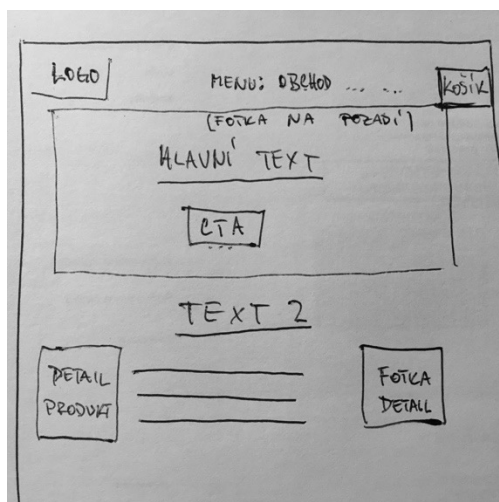 LOGO
MENU: OBCHOD ... ...
KOŠÍK
(FOTKA NA POZADÍ)
HLAVNÍ TEXT
CTA
...
TEXT 2
DETAIL
PRODUKT
FOTKA
DETAIL